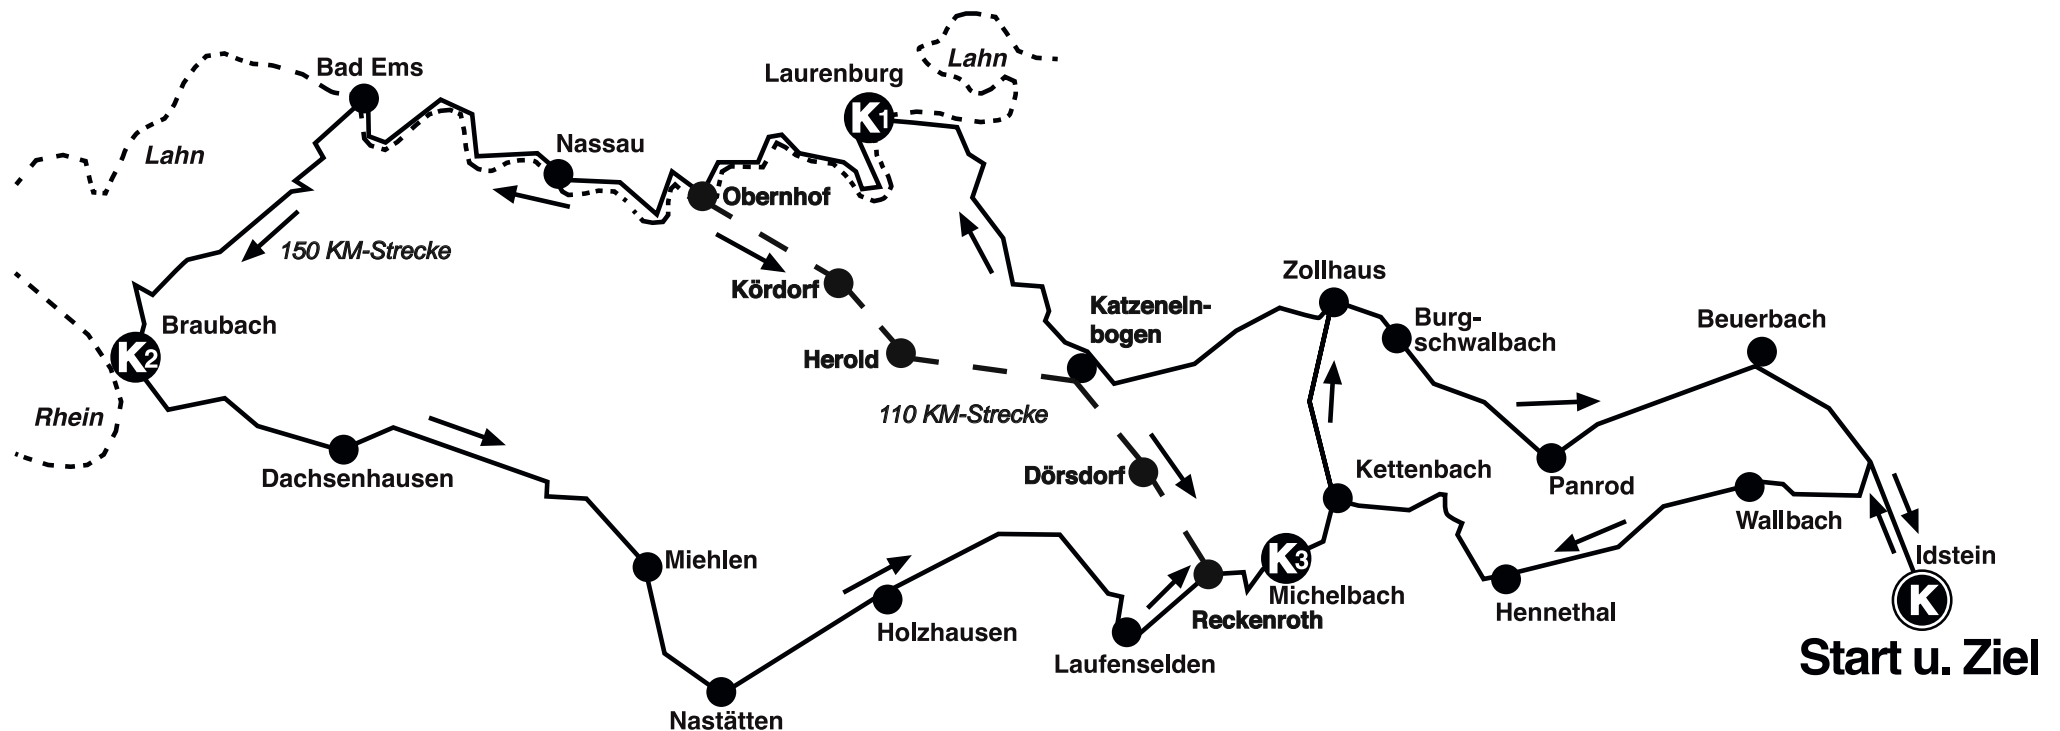 Bad Ems
Laurenburg
K1
Lahn
Lahn
Nassau
Obernhof
150 KM-Strecke
Kördorf
Katzeneln-
bogen
Zollhaus
Burg-
schwalbach
Beuerbach
Braubach
K2
Herold
Rhein
110 KM-Strecke
Dachsenhausen
Dörsdorf
Kettenbach
Panrod
Wallbach
Miehlen
K3
Michelbach
Idstein
K
Reckenroth
Hennethal
Holzhausen
Laufenselden
Start u. Ziel
Nastätten